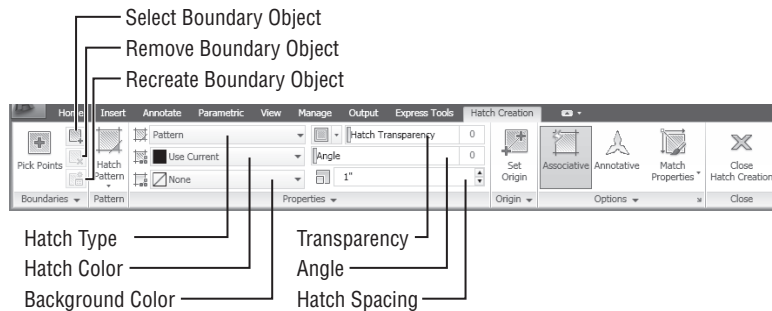 Select Boundary Object
Remove Boundary Object
Recreate Boundary Object
Home Insert Annotate Parametric View Manage Output Express Tools Hatch Creation
Pick Points
Hatch Pattern
Pattern
Use Current
None
Hatch Transparency 0
Angle 0
1"
Set Origin
Associative
Annotative
Match Properties
Close Hatch Creation
Boundaries Pattern Properties Origin Options Close
Hatch Type
Hatch Color
Background Color
Transparency
Angle
Hatch Spacing